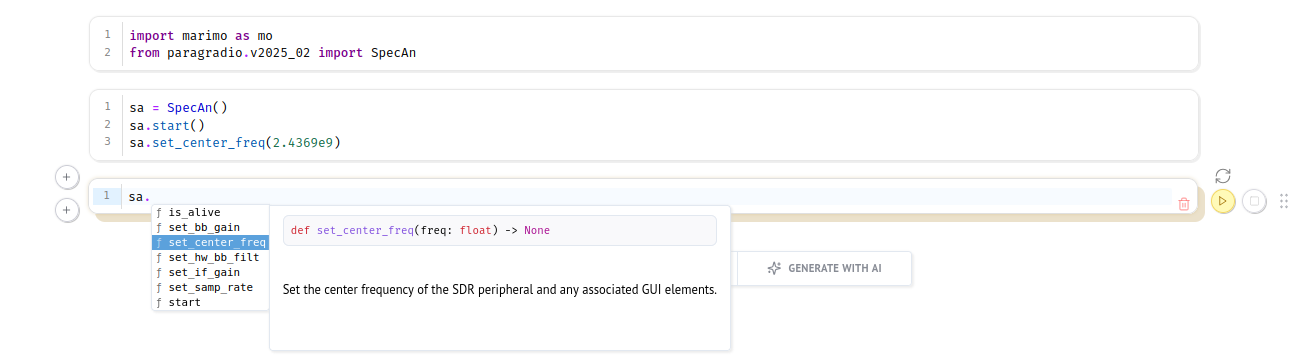 1 import marimo as mo
2 from paragradio.v2025_02 import SpecAn
1 sa = SpecAn()
2 sa.start()
3 sa.set_center_freq(2.4369e9)
1 sa.
ƒ is_alive
ƒ set_bb_gain
ƒ set_center_freq
ƒ set_hw_bb_filt
ƒ set_if_gain
ƒ set_samp_rate
ƒ start
def set_center_freq(freq: float) -> None
Set the center frequency of the SDR peripheral and any associated GUI elements.
GENERATE WITH AI